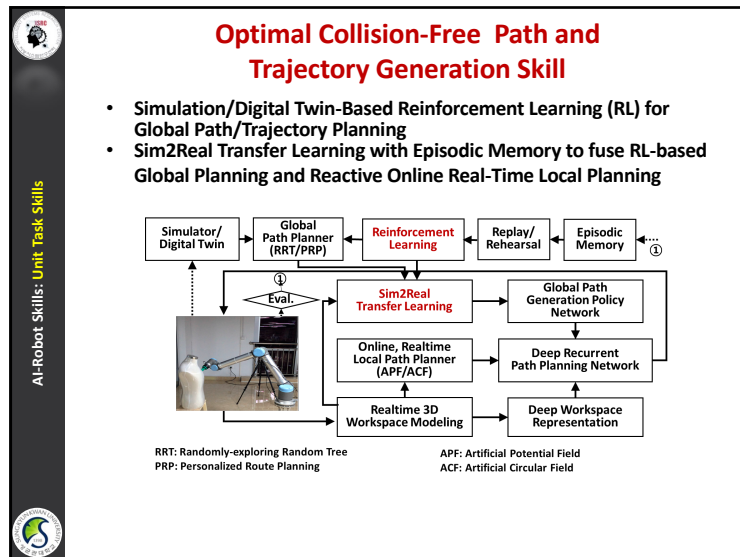 ISRC
Optimal Collision-Free Path and
Trajectory Generation Skill
• Simulation/Digital Twin-Based Reinforcement Learning (RL) for
Global Path/Trajectory Planning
• Sim2Real Transfer Learning with Episodic Memory to fuse RL-based
Global Planning and Reactive Online Real-Time Local Planning
AI-Robot Skills: Unit Task Skills
Simulator/
Digital Twin
Global
Path Planner
(RRT/PRP)
Reinforcement
Learning
Replay/
Rehearsal
Episodic
Memory
①
①
Eval.
Sim2Real
Transfer Learning
Global Path
Generation Policy
Network
Online, Realtime
Local Path Planner
(APF/ACF)
Deep Recurrent
Path Planning Network
Realtime 3D
Workspace Modeling
Deep Workspace
Representation
RRT: Randomly-exploring Random Tree
PRP: Personalized Route Planning
APF: Artificial Potential Field
ACF: Artificial Circular Field
SUNGKYUNKWAN UNIVERSITY